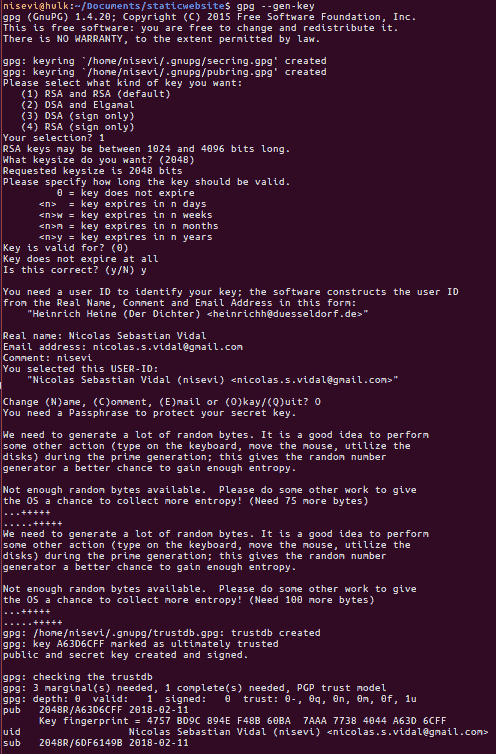 nisevi@hulk:~/Documents/staticwebsite$ gpg --gen-key
gpg (GnuPG) 1.4.20; Copyright (C) 2015 Free Software Foundation, Inc.
This is free software: you are free to change and redistribute it.
There is NO WARRANTY, to the extent permitted by law.

gpg: keyring `/home/nisevi/.gnupg/secring.gpg' created
gpg: keyring `/home/nisevi/.gnupg/pubring.gpg' created
Please select what kind of key you want:
   (1) RSA and RSA (default)
   (2) DSA and Elgamal
   (3) DSA (sign only)
   (4) RSA (sign only)
Your selection? 1
RSA keys may be between 1024 and 4096 bits long.
What keysize do you want? (2048)
Requested keysize is 2048 bits
Please specify how long the key should be valid.
         0 = key does not expire
      <n>  = key expires in n days
      <n>w = key expires in n weeks
      <n>m = key expires in n months
      <n>y = key expires in n years
Key is valid for? (0)
Key does not expire at all
Is this correct? (y/N) y

You need a user ID to identify your key; the software constructs the user ID
from the Real Name, Comment and Email Address in this form:
    "Heinrich Heine (Der Dichter) <heinrichh@duesseldorf.de>"

Real name: Nicolas Sebastian Vidal
Email address: nicolas.s.vidal@gmail.com
Comment: nisevi
You selected this USER-ID:
    "Nicolas Sebastian Vidal (nisevi) <nicolas.s.vidal@gmail.com>"

Change (N)ame, (C)omment, (E)mail or (O)kay/(Q)uit? O
You need a Passphrase to protect your secret key.

We need to generate a lot of random bytes. It is a good idea to perform
some other action (type on the keyboard, move the mouse, utilize the
disks) during the prime generation; this gives the random number
generator a better chance to gain enough entropy.

Not enough random bytes available.  Please do some other work to give
the OS a chance to collect more entropy! (Need 75 more bytes)
...+++++
.....+++++
We need to generate a lot of random bytes. It is a good idea to perform
some other action (type on the keyboard, move the mouse, utilize the
disks) during the prime generation; this gives the random number
generator a better chance to gain enough entropy.

Not enough random bytes available.  Please do some other work to give
the OS a chance to collect more entropy! (Need 100 more bytes)
...+++++
.....+++++
gpg: /home/nisevi/.gnupg/trustdb.gpg: trustdb created
gpg: key A63D6CFF marked as ultimately trusted
public and secret key created and signed.

gpg: checking the trustdb
gpg: 3 marginal(s) needed, 1 complete(s) needed, PGP trust model
gpg: depth: 0  valid:   1  signed:   0  trust: 0-, 0q, 0n, 0m, 0f, 1u
pub   2048R/A63D6CFF 2018-02-11
      Key fingerprint = 4757 BD9C 894E F48B 60BA  7AAA 7738 4044 A63D 6CFF
uid                  Nicolas Sebastian Vidal (nisevi) <nicolas.s.vidal@gmail.com>
sub   2048R/6DF6149B 2018-02-11